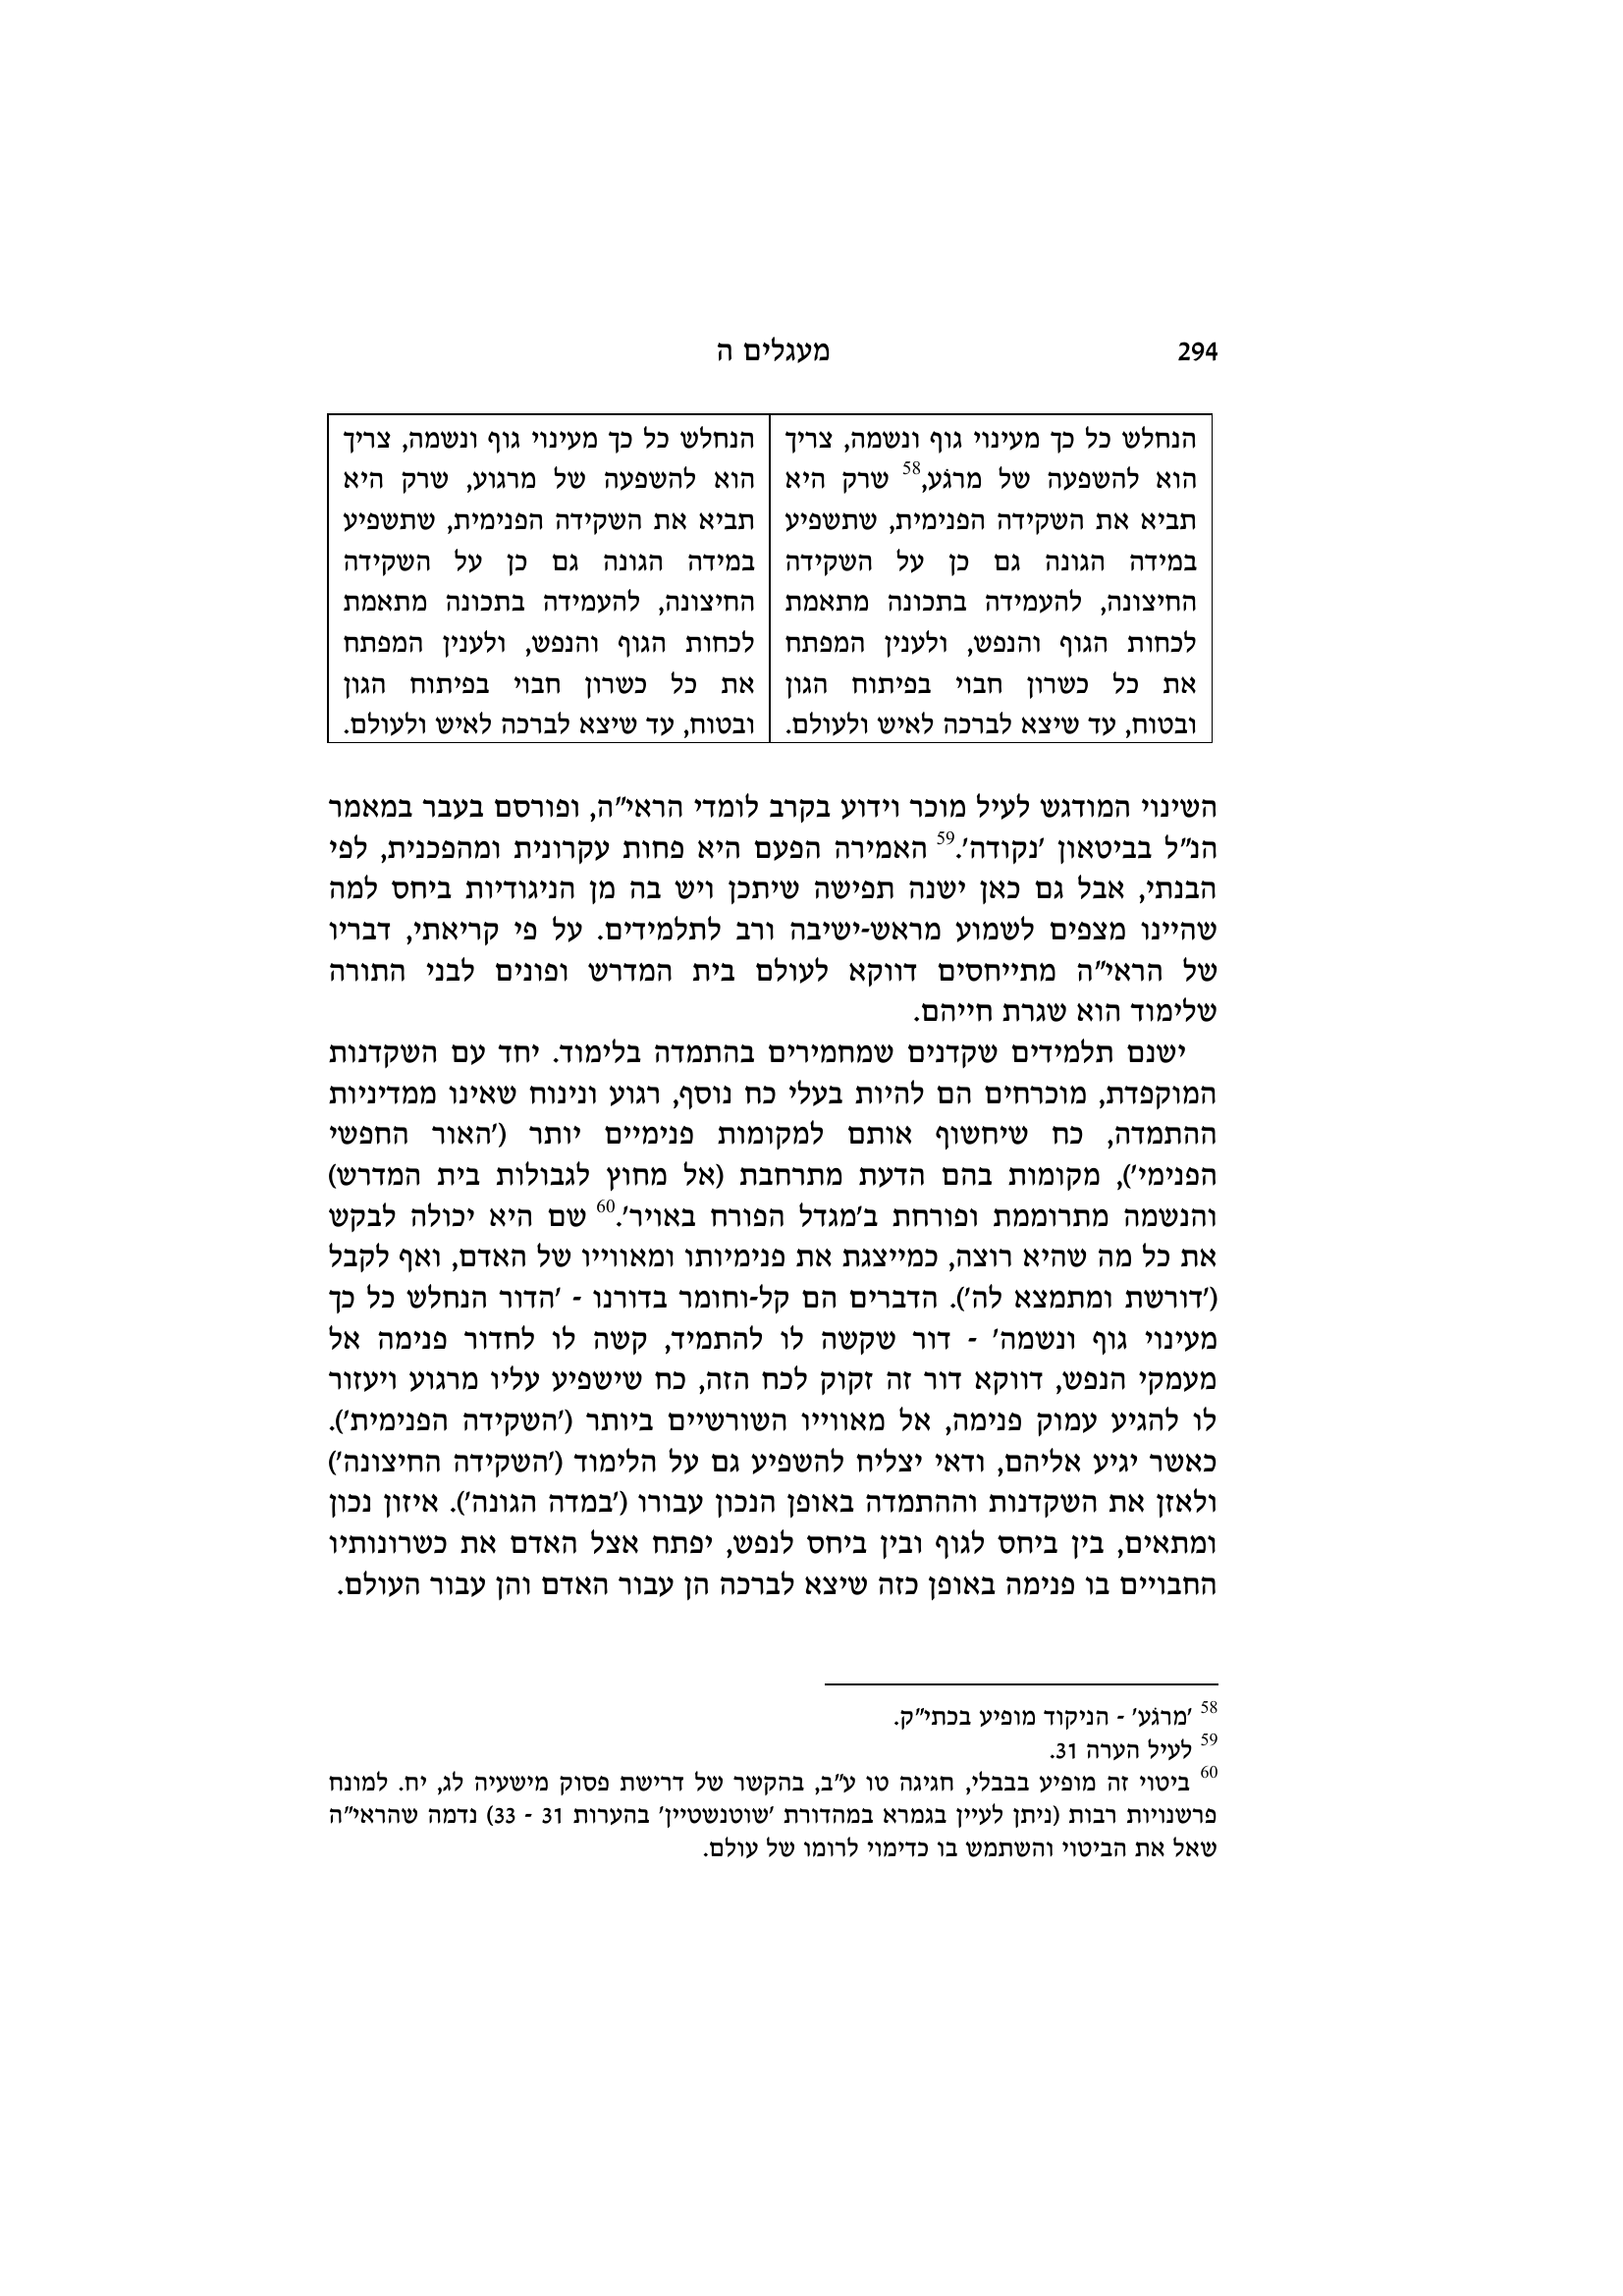 294
מעגלים ה
הנחלש כל כך מעינוי גוף ונשמה, צריך
הוא להשפעה של מרגֹע,58 שרק היא
תביא את השקידה הפנימית, שתשפיע
במידה הגונה גם כן על השקידה
החיצונה, להעמידה בתכונה מתאמת
לכחות הגוף והנפש, ולענין המפתח
את כל כשרון חבוי בפיתוח הגון
ובטוח, עד שיצא לברכה לאיש ולעולם.
הנחלש כל כך מעינוי גוף ונשמה, צריך
הוא להשפעה של מרגוע, שרק היא
תביא את השקידה הפנימית, שתשפיע
במידה הגונה גם כן על השקידה
החיצונה, להעמידה בתכונה מתאמת
לכחות הגוף והנפש, ולענין המפתח
את כל כשרון חבוי בפיתוח הגון
ובטוח, עד שיצא לברכה לאיש ולעולם.
השינוי המודגש לעיל מוכר וידוע בקרב לומדי הראי"ה, ופורסם בעבר במאמר
הנ"ל בביטאון 'נקודה'.59 האמירה הפעם היא פחות עקרונית ומהפכנית, לפי
הבנתי, אבל גם כאן ישנה תפישה שיתכן ויש בה מן הניגודיות ביחס למה
שהיינו מצפים לשמוע מראש-ישיבה ורב לתלמידים. על פי קריאתי, דבריו
של הראי"ה מתייחסים דווקא לעולם בית המדרש ופונים לבני התורה
שלימוד הוא שגרת חייהם.
ישנם תלמידים שקדנים שמחמירים בהתמדה בלימוד. יחד עם השקדנות
המוקפדת, מוכרחים הם להיות בעלי כח נוסף, רגוע ונינוח שאינו ממדיניות
ההתמדה, כח שיחשוף אותם למקומות פנימיים יותר ('האור החפשי
הפנימי'), מקומות בהם הדעת מתרחבת (אל מחוץ לגבולות בית המדרש)
והנשמה מתרוממת ופורחת ב'מגדל הפורח באויר'.60 שם היא יכולה לבקש
את כל מה שהיא רוצה, כמייצגת את פנימיותו ומאווייו של האדם, ואף לקבל
('דורשת ומתמצא לה'). הדברים הם קל-וחומר בדורנו - 'הדור הנחלש כל כך
מעינוי גוף ונשמה' - דור שקשה לו להתמיד, קשה לו לחדור פנימה אל
מעמקי הנפש, דווקא דור זה זקוק לכח הזה, כח שישפיע עליו מרגוע ויעזור
לו להגיע עמוק פנימה, אל מאווייו השורשיים ביותר ('השקידה הפנימית').
כאשר יגיע אליהם, ודאי יצליח להשפיע גם על הלימוד ('השקידה החיצונה')
ולאזן את השקדנות וההתמדה באופן הנכון עבורו ('במדה הגונה'). איזון נכון
ומתאים, בין ביחס לגוף ובין ביחס לנפש, יפתח אצל האדם את כשרונותיו
החבויים בו פנימה באופן כזה שיצא לברכה הן עבור האדם והן עבור העולם.
58 'מרגֹע' - הניקוד מופיע בכתי"ק.
59 לעיל הערה 31.
60 ביטוי זה מופיע בבבלי, חגיגה טו ע"ב, בהקשר של דרישת פסוק מישעיה לג, יח. למונח
פרשנויות רבות (ניתן לעיין בגמרא במהדורת 'שוטנשטיין' בהערות 31 - 33) נדמה שהראי"ה
שאל את הביטוי והשתמש בו כדימוי לרומו של עולם.